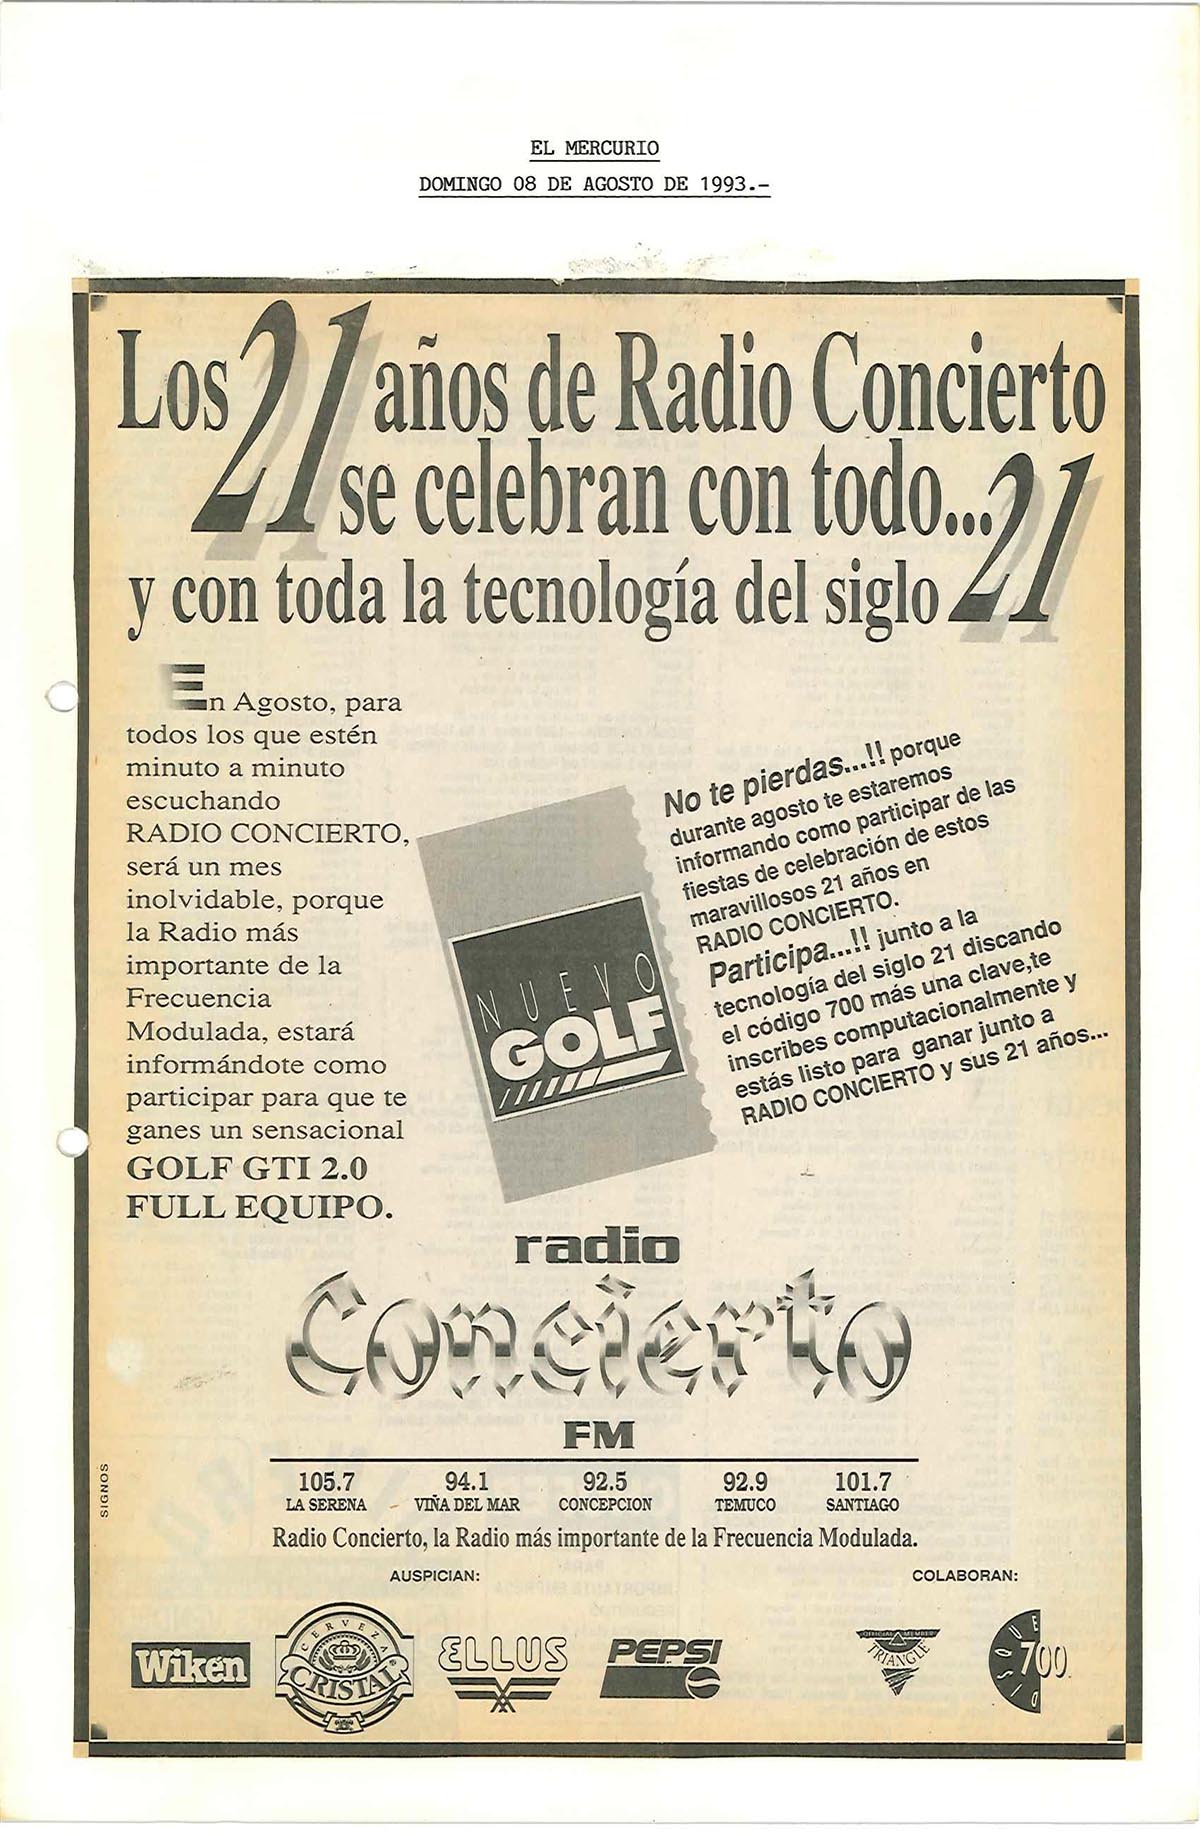 EL MERCURIO
DOMINGO 08 DE AGOSTO DE 1993.-
Los 21 años de Radio Concierto
se celebran con todo...
y con toda la tecnología del siglo 21
En Agosto, para
todos los que estén
minuto a minuto
escuchando
RADIO CONCIERTO,
será un mes
inolvidable, porque
la Radio más
importante de la
Frecuencia
Modulada, estará
informándote como
participar para que te
ganes un sensacional
GOLF GTI 2.0
FULL EQUIPO.
NUEVO
GOLF
No te pierdas...!! porque
durante agosto te estaremos
informando como participar de las
fiestas de celebración de estos
maravillosos 21 años en
RADIO CONCIERTO.
Participa...!! junto a la
tecnología del siglo 21 discando
el código 700 más una clave,te
inscribes computacionalmente y
estás listo para ganar junto a
RADIO CONCIERTO y sus 21 años...
radio
Concierto
FM
105.7 94.1 92.5 92.9 101.7
LA SERENA VIÑA DEL MAR CONCEPCION TEMUCO SANTIAGO
Radio Concierto, la Radio más importante de la Frecuencia Modulada.
SIGNOS
AUSPICIAN: COLABORAN:
Wikén
CERVEZA
CRISTAL
ELLUS
PEPSI
OFFICIAL MEMBER
TRIANGLE
DISQUE
700